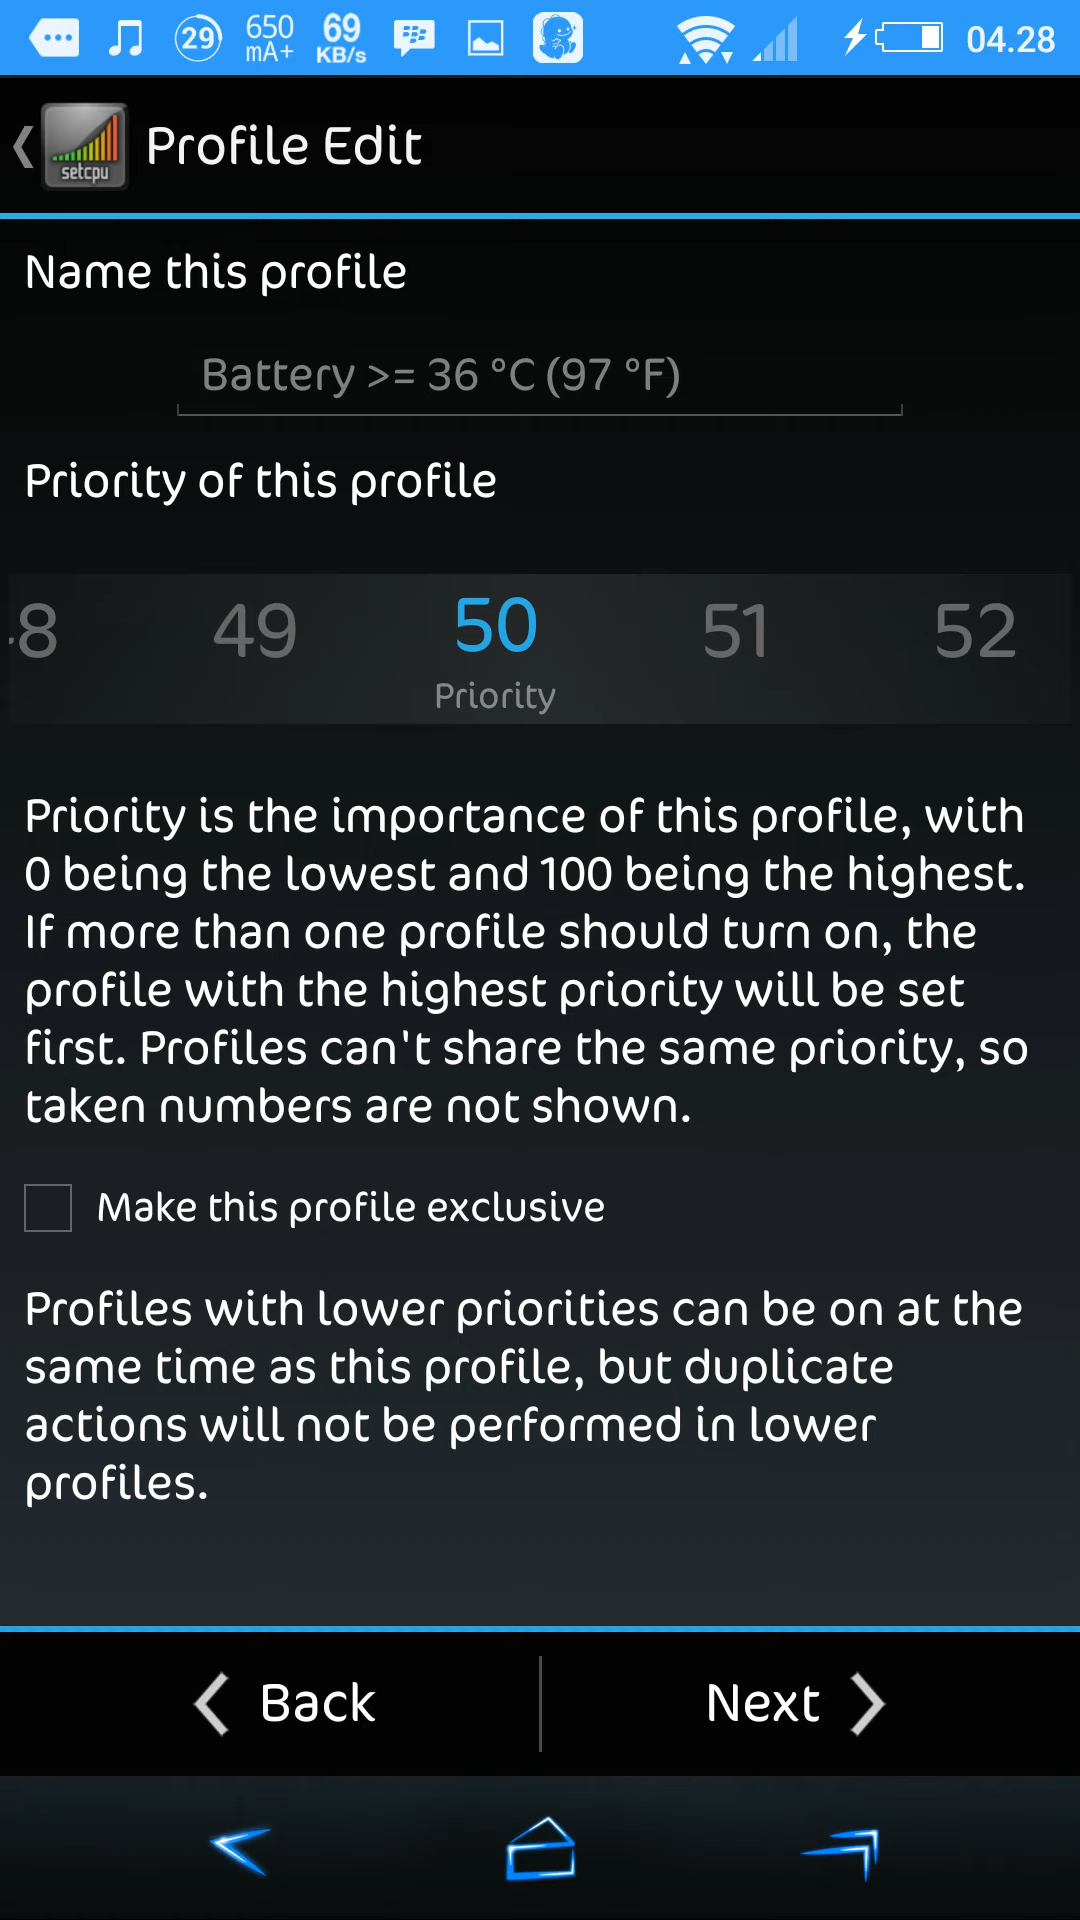 29 650 mA+ 69 KB/s 04.28
setcpu Profile Edit
Name this profile
Battery >= 36 °C (97 °F)
Priority of this profile
48 49 50 51 52
Priority
Priority is the importance of this profile, with
0 being the lowest and 100 being the highest.
If more than one profile should turn on, the
profile with the highest priority will be set
first. Profiles can't share the same priority, so
taken numbers are not shown.
Make this profile exclusive
Profiles with lower priorities can be on at the
same time as this profile, but duplicate
actions will not be performed in lower
profiles.
Back Next